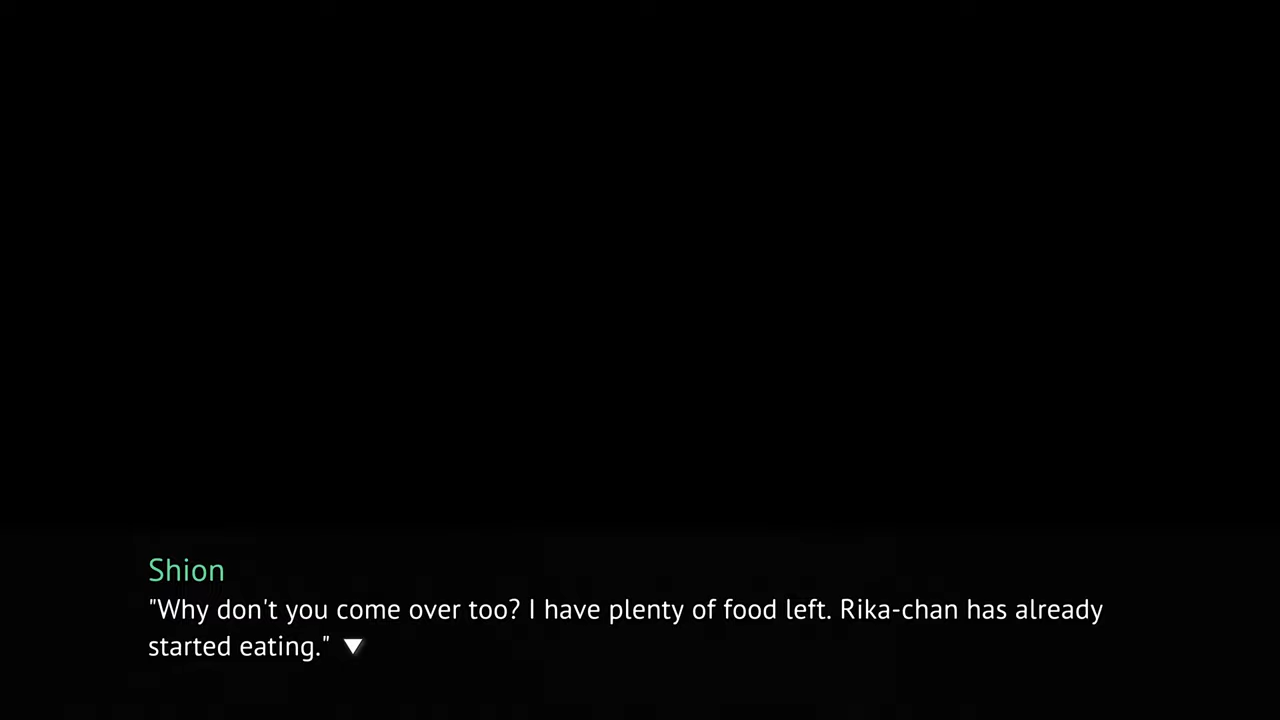 Shion
"Why don't you come over too? I have plenty of food left. Rika-chan has already
started eating."